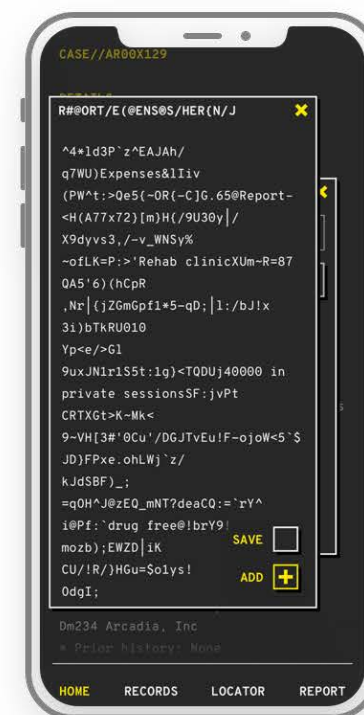 CASE//AR00X129
DETAILS
R#@ORT/E(@ENS®S/HER{N/J
^4*ld3P`z^EAJAh/
q7WU)Expenses&lIiv
(PW^t:>Qe5{~OR{-C]G.65@Report-
<H(A77x72}[m}H{/9U30y|/
X9dyvs3,/-v_WNSy%
~ofLK=P:>'Rehab clinicXUm~R=87
QA5'6)(hCpR
,Nr|{jZGmGpf1*5-qD;|l:/bJ!x
3i)bTkRU010
Yp<e/>Gl
9uxJN1r1S5t:1g}<TQDUj40000 in
private sessionsSF:jvPt
CRTXGt>K~Mk<
9~VH[3#'0Cu'/DGJTvEu!F-ojoW<5`$
JD}FPxe.ohLWj`z/
kJdSBF)_;
=qOH^J@zEQ_mNT?deaCQ:=`rY^
i@Pf:`drug free@!brY9!
mozb);EWZD|iK
CU/!R/}HGu=$o1ys!
OdgI;
SAVE
ADD
Dm234 Arcadia, Inc
* Prior history: None
HOME RECORDS LOCATOR REPORT